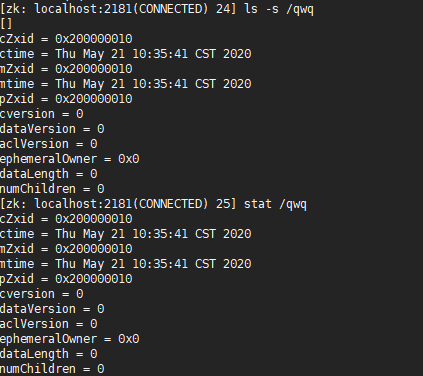 [zk: localhost:2181(CONNECTED) 24] ls -s /qwq
[]
cZxid = 0x200000010
ctime = Thu May 21 10:35:41 CST 2020
mZxid = 0x200000010
mtime = Thu May 21 10:35:41 CST 2020
pZxid = 0x200000010
cversion = 0
dataVersion = 0
aclVersion = 0
ephemeralOwner = 0x0
dataLength = 0
numChildren = 0
[zk: localhost:2181(CONNECTED) 25] stat /qwq
cZxid = 0x200000010
ctime = Thu May 21 10:35:41 CST 2020
mZxid = 0x200000010
mtime = Thu May 21 10:35:41 CST 2020
pZxid = 0x200000010
cversion = 0
dataVersion = 0
aclVersion = 0
ephemeralOwner = 0x0
dataLength = 0
numChildren = 0